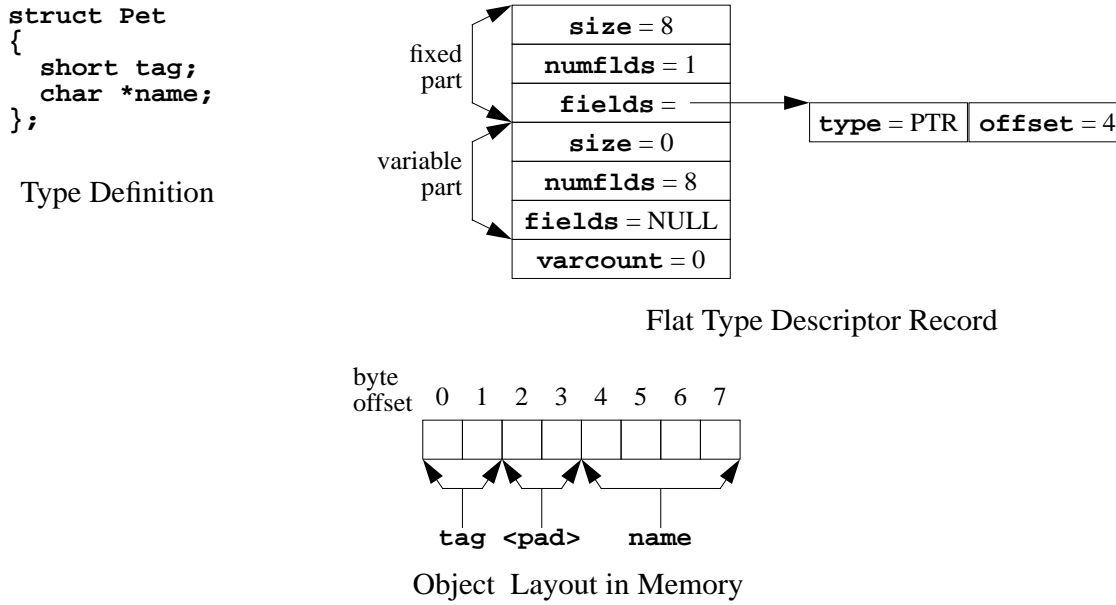 struct Pet
{
short tag;
char *name;
};
Type Definition
fixed
part
variable
part
size = 8
numflds = 1
fields =
size = 0
numflds = 8
fields = NULL
varcount = 0
type = PTR offset = 4
Flat Type Descriptor Record
byte
offset 0 1 2 3 4 5 6 7
tag <pad> name
Object Layout in Memory